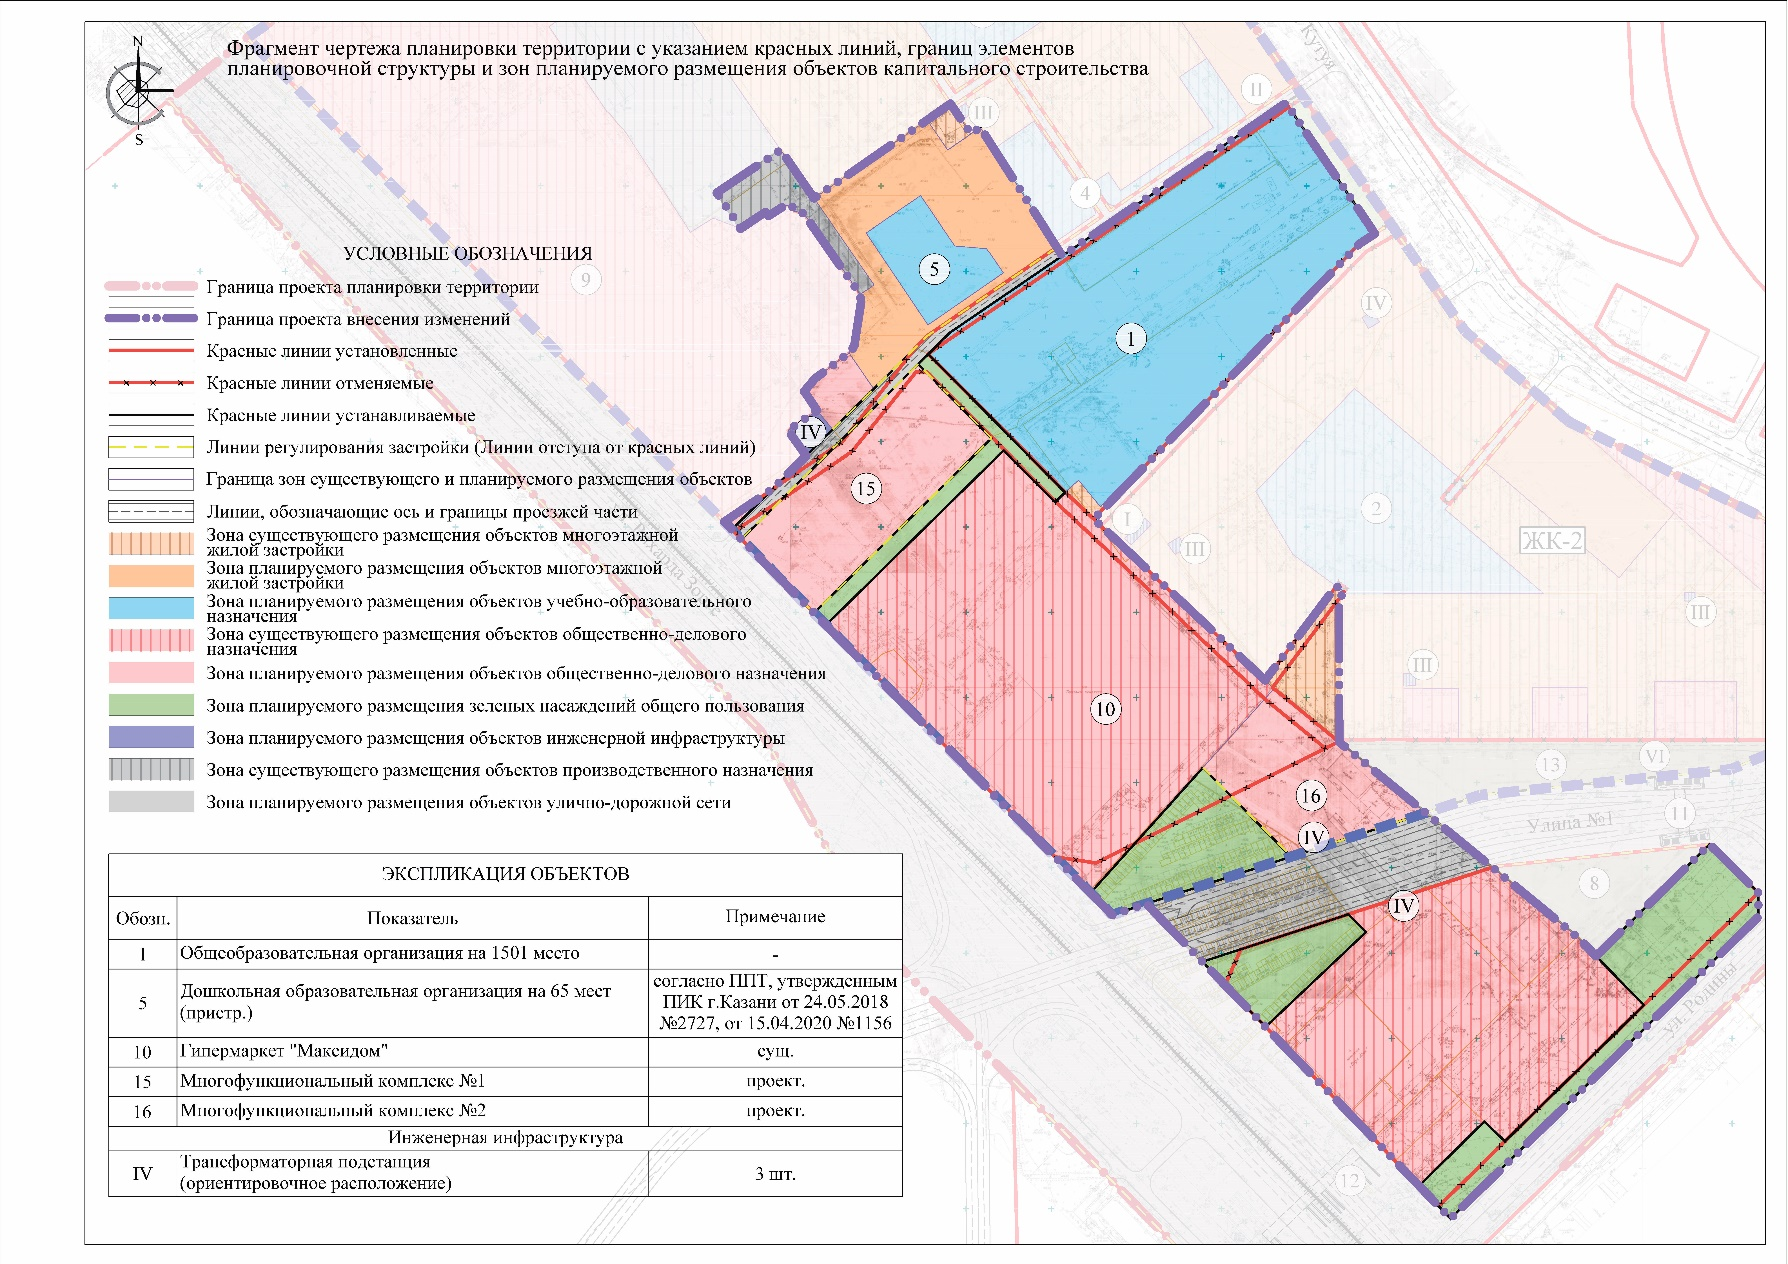 Фрагмент чертежа планировки территории с указанием красных линий, границ элементов
планировочной структуры и зон планируемого размещения объектов капитального строительства
N
S
УСЛОВНЫЕ ОБОЗНАЧЕНИЯ
Граница проекта планировки территории
Граница проекта внесения изменений
Красные линии установленные
Красные линии отменяемые
Красные линии устанавливаемые
Линии регулирования застройки (Линии отступа от красных линий)
Граница зон существующего и планируемого размещения объектов
Линии, обозначающие ось и границы проезжей части
Зона существующего размещения объектов многоэтажной
жилой застройки
Зона планируемого размещения объектов многоэтажной
жилой застройки
Зона планируемого размещения объектов учебно-образовательного
назначения
Зона существующего размещения объектов общественно-делового
назначения
Зона планируемого размещения объектов общественно-делового назначения
Зона планируемого размещения зеленых насаждений общего пользования
Зона планируемого размещения объектов инженерной инфраструктуры
Зона существующего размещения объектов производственного назначения
Зона планируемого размещения объектов улично-дорожной сети
ЭКСПЛИКАЦИЯ ОБЪЕКТОВ
Обозн. Показатель Примечание
1 Общеобразовательная организация на 1501 место -
5 Дошкольная образовательная организация на 65 мест
(пристр.)
согласно ППТ, утвержденным
ПИК г.Казани от 24.05.2018
№2727, от 15.04.2020 №1156
10 Гипермаркет "Максидом" сущ.
15 Многофункциональный комплекс №1 проект.
16 Многофункциональный комплекс №2 проект.
Инженерная инфраструктура
IV Трансформаторная подстанция
(ориентировочное расположение)
3 шт.
II
III
4
5
9
1
IV
IV
15
2
I
III
ЖК-2
III
III
10
13
VI
16
IV
11
Улица №1
8
IV
ул. Родины
12